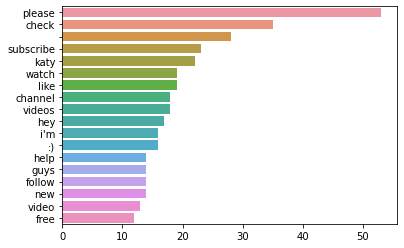 please
check
subscribe
katy
watch
like
channel
videos
hey
i'm
:)
help
guys
follow
new
video
free
0 10 20 30 40 50